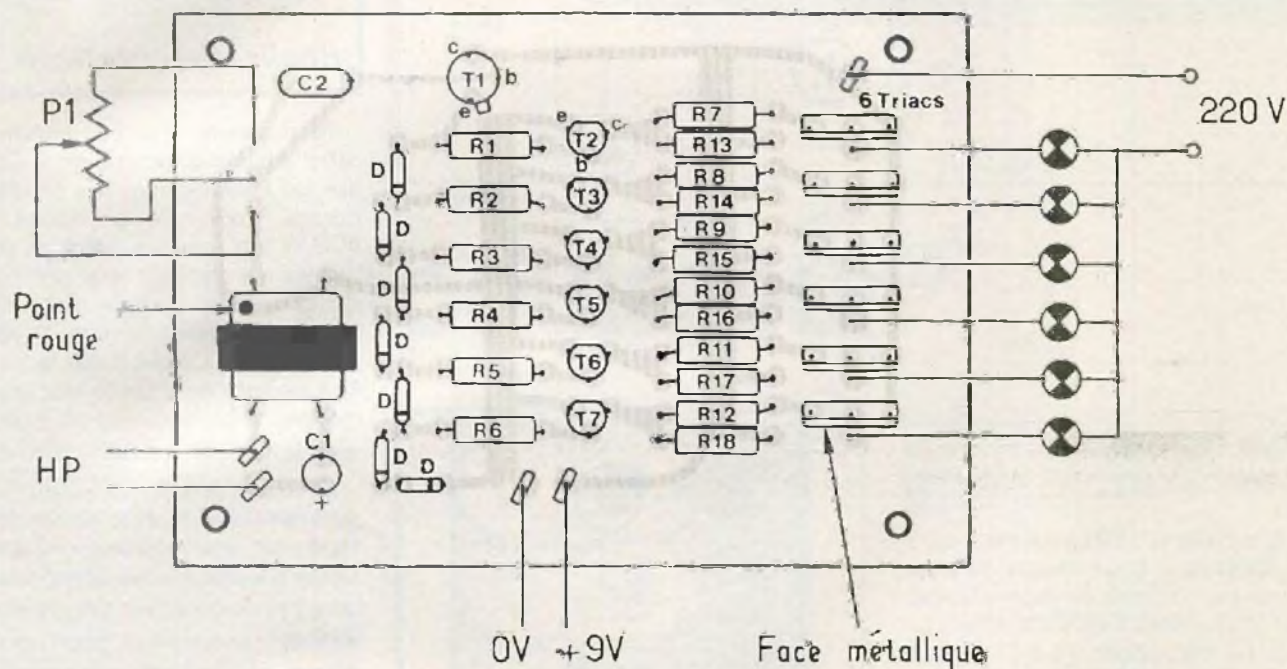 P1
C2
c
T1
b
e
6 Triacs
220 V
R1
e
T2
c
b
R7
R13
D
R2
T3
R8
R14
D
R3
T4
R9
R15
D
Point
rouge
R4
T5
R10
R16
D
R5
T6
R11
R17
D
R6
T7
R12
R18
HP
C1
+
D
D
0V
+9V
Face métallique